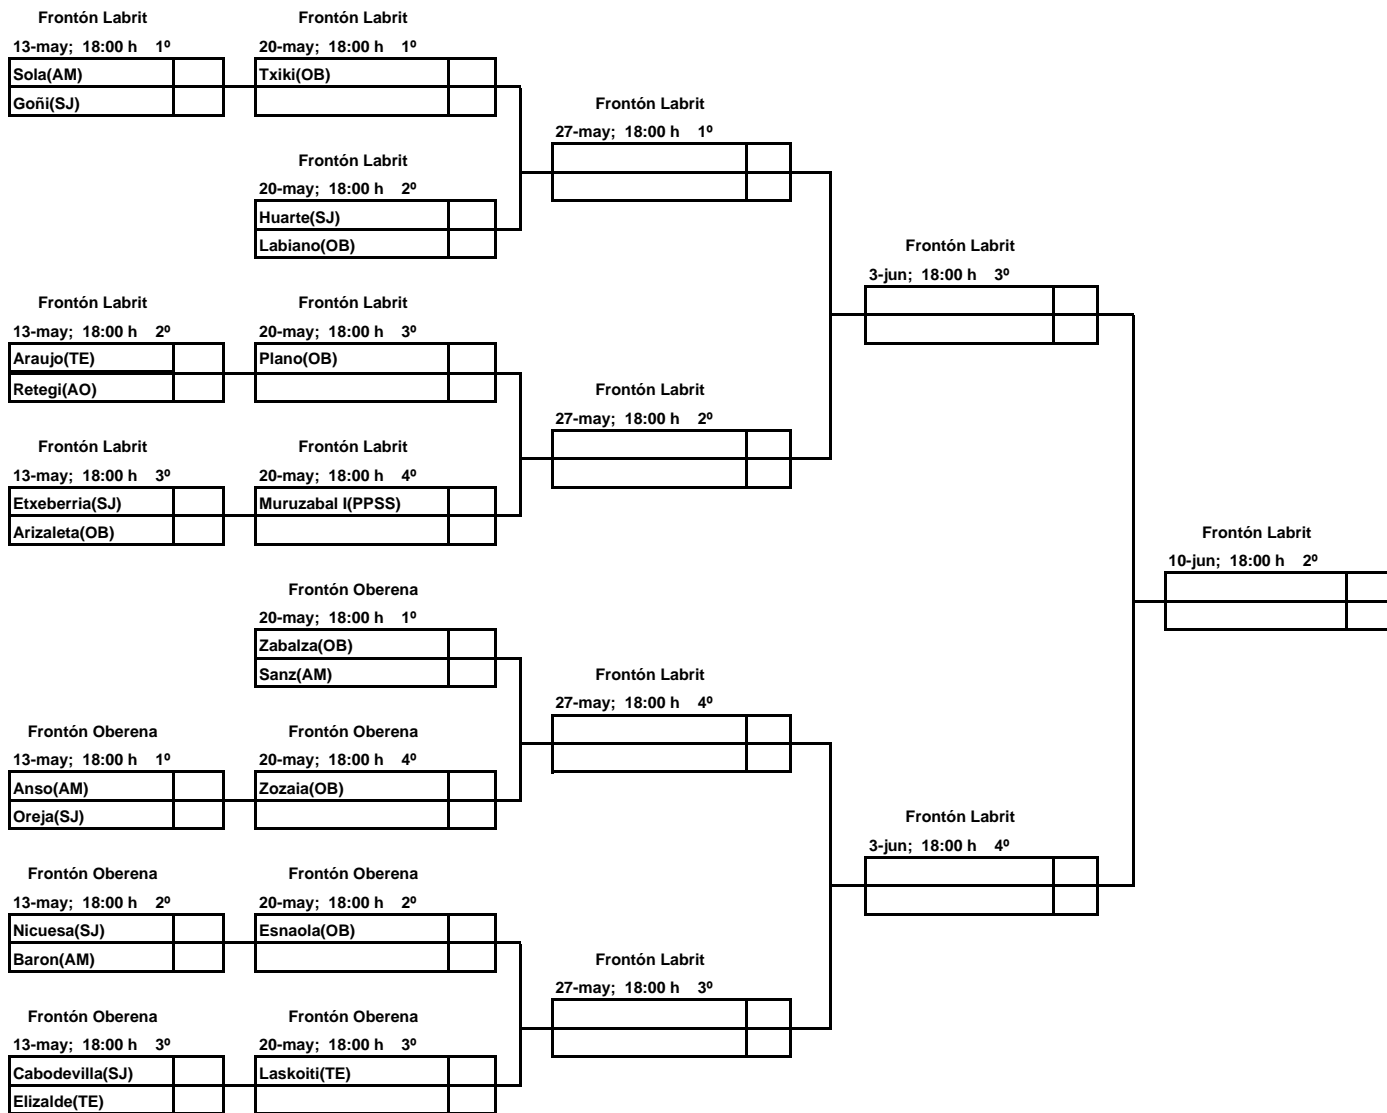 Frontón Labrit
13-may;  18:00 h    1º
Sola(AM)
Goñi(SJ)
Frontón Labrit
20-may;  18:00 h    1º
Txiki(OB)
Frontón Labrit
27-may;  18:00 h    1º
Frontón Labrit
20-may;  18:00 h    2º
Huarte(SJ)
Labiano(OB)
Frontón Labrit
3-jun;  18:00 h    3º
Frontón Labrit
13-may;  18:00 h    2º
Araujo(TE)
Retegi(AO)
Frontón Labrit
20-may;  18:00 h    3º
Plano(OB)
Frontón Labrit
27-may;  18:00 h    2º
Frontón Labrit
13-may;  18:00 h    3º
Etxeberria(SJ)
Arizaleta(OB)
Frontón Labrit
20-may;  18:00 h    4º
Muruzabal I(PPSS)
Frontón Labrit
10-jun;  18:00 h    2º
Frontón Oberena
20-may;  18:00 h    1º
Zabalza(OB)
Sanz(AM)
Frontón Labrit
27-may;  18:00 h    4º
Frontón Oberena
13-may;  18:00 h    1º
Anso(AM)
Oreja(SJ)
Frontón Oberena
20-may;  18:00 h    4º
Zozaia(OB)
Frontón Labrit
3-jun;  18:00 h    4º
Frontón Oberena
13-may;  18:00 h    2º
Nicuesa(SJ)
Baron(AM)
Frontón Oberena
20-may;  18:00 h    2º
Esnaola(OB)
Frontón Labrit
27-may;  18:00 h    3º
Frontón Oberena
13-may;  18:00 h    3º
Cabodevilla(SJ)
Elizalde(TE)
Frontón Oberena
20-may;  18:00 h    3º
Laskoiti(TE)